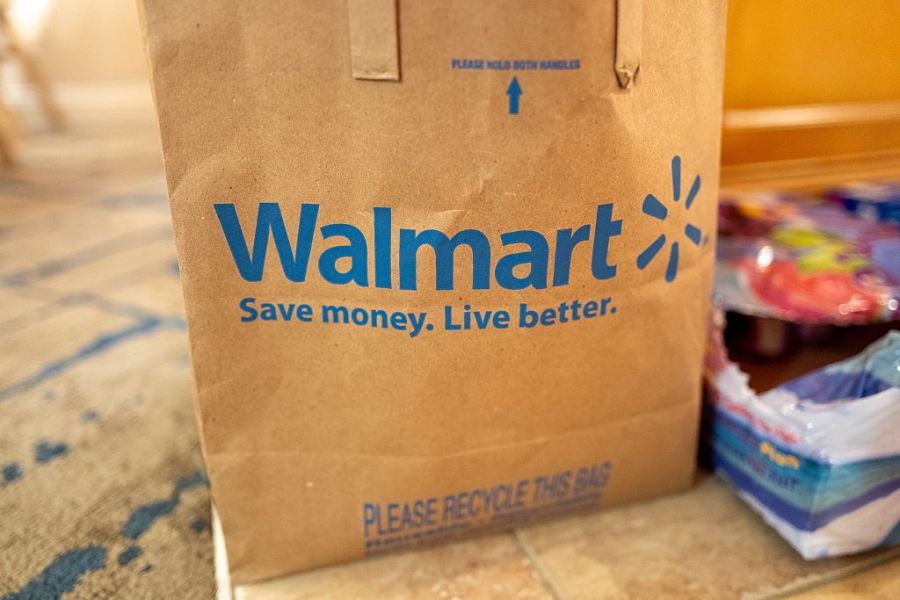 PLEASE HOLD BOTH HANDLES
Walmart
Save money. Live better.
PLEASE RECYCLE THIS BAG